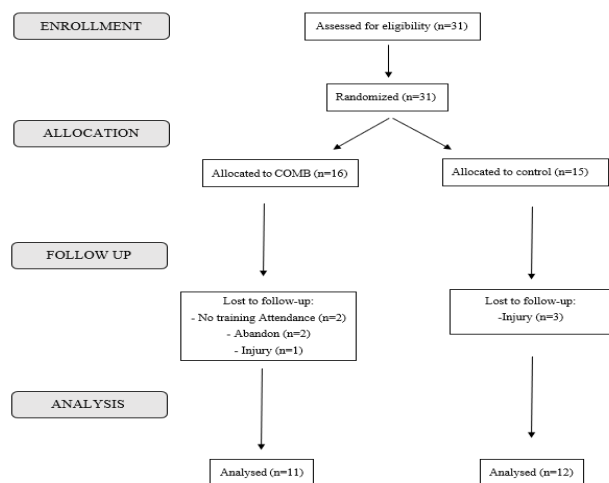 ENROLLMENT
Assessed for eligibility (n=31)
Randomized (n=31)
ALLOCATION
Allocated to COMB (n=16)
Allocated to control (n=15)
FOLLOW UP
Lost to follow-up:
- No training Attendance (n=2)
- Abandon (n=2)
- Injury (n=1)
Lost to follow-up:
-Injury (n=3)
ANALYSIS
Analysed (n=11)
Analysed (n=12)